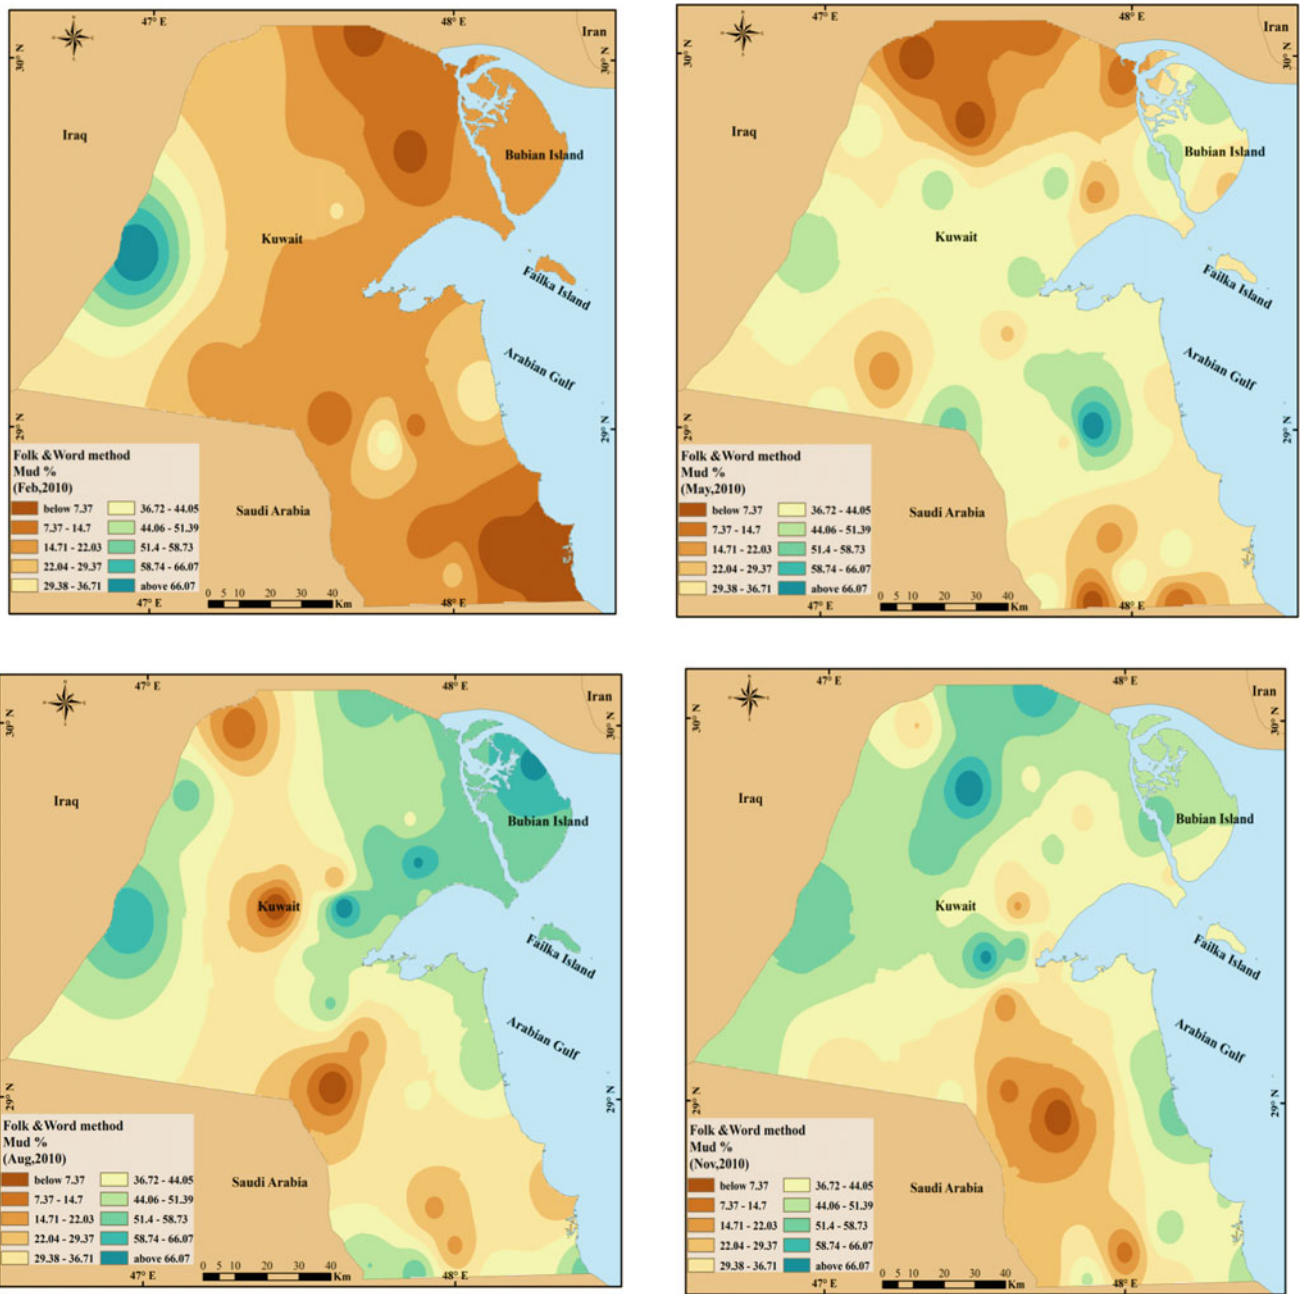 47° E
48° E
Iran
30° N
30° N
Iraq
Bubian Island
Kuwait
Failka Island
Arabian Gulf
29° N
29° N
Folk &Word method
Mud %
(Feb,2010)
below 7.37
36.72 - 44.05
7.37 - 14.7
44.06 - 51.39
14.71 - 22.03
51.4 - 58.73
22.04 - 29.37
58.74 - 66.07
29.38 - 36.71
above 66.07
Saudi Arabia
0 5 10 20 30 40
Km
47° E
48° E
47° E
48° E
Iran
30° N
30° N
Iraq
Bubian Island
Kuwait
Failka Island
Arabian Gulf
29° N
29° N
Folk &Word method
Mud %
(May,2010)
below 7.37
36.72 - 44.05
7.37 - 14.7
44.06 - 51.39
14.71 - 22.03
51.4 - 58.73
22.04 - 29.37
58.74 - 66.07
29.38 - 36.71
above 66.07
Saudi Arabia
0 5 10 20 30 40
Km
47° E
48° E
47° E
48° E
Iran
30° N
30° N
Iraq
Bubian Island
Kuwait
Failka Island
Arabian Gulf
29° N
29° N
Folk &Word method
Mud %
(Aug,2010)
below 7.37
36.72 - 44.05
7.37 - 14.7
44.06 - 51.39
14.71 - 22.03
51.4 - 58.73
22.04 - 29.37
58.74 - 66.07
29.38 - 36.71
above 66.07
Saudi Arabia
0 5 10 20 30 40
Km
47° E
48° E
47° E
48° E
Iran
30° N
30° N
Iraq
Bubian Island
Kuwait
Failka Island
Arabian Gulf
29° N
29° N
Folk &Word method
Mud %
(Nov,2010)
below 7.37
36.72 - 44.05
7.37 - 14.7
44.06 - 51.39
14.71 - 22.03
51.4 - 58.73
22.04 - 29.37
58.74 - 66.07
29.38 - 36.71
above 66.07
Saudi Arabia
0 5 10 20 30 40
Km
47° E
48° E